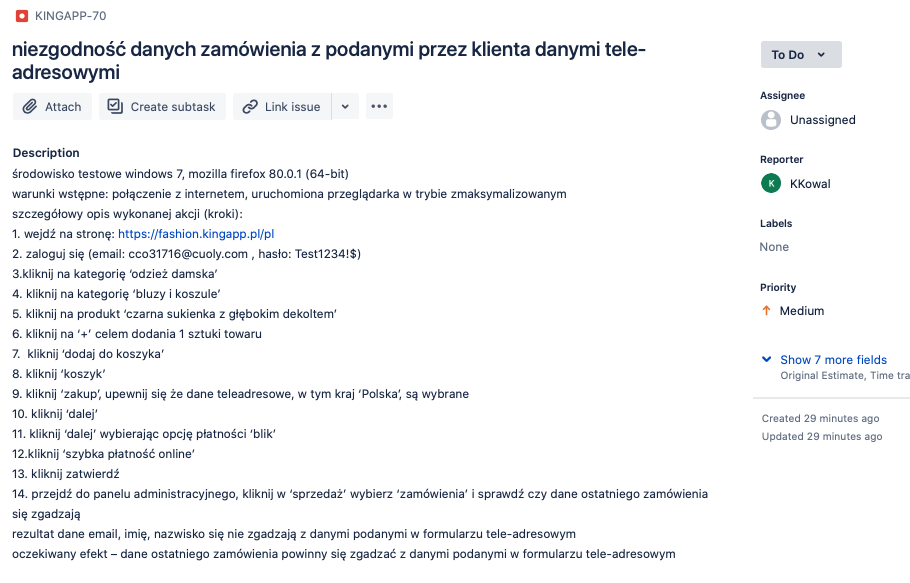 KINGAPP-70
niezgodność danych zamówienia z podanymi przez klienta danymi tele-
adresowymi
Attach
Create subtask
Link issue
Description
środowisko testowe windows 7, mozilla firefox 80.0.1 (64-bit)
warunki wstępne: połączenie z internetem, uruchomiona przeglądarka w trybie zmaksymalizowanym
szczegółowy opis wykonanej akcji (kroki):
1. wejdź na stronę: https://fashion.kingapp.pl/pl
2. zaloguj się (email: cco31716@cuoly.com , hasło: Test1234!$)
3.kliknij na kategorię ‘odzież damska’
4. kliknij na kategorię ‘bluzy i koszule’
5. kliknij na produkt ‘czarna sukienka z głębokim dekoltem’
6. kliknij na ‘+’ celem dodania 1 sztuki towaru
7.  kliknij ‘dodaj do koszyka’
8. kliknij ‘koszyk’
9. kliknij ‘zakup’, upewnij się że dane teleadresowe, w tym kraj ‘Polska’, są wybrane
10. kliknij ‘dalej’
11. kliknij ‘dalej’ wybierając opcję płatności ‘blik’
12.kliknij ‘szybka płatność online’
13. kliknij zatwierdź
14. przejdź do panelu administracyjnego, kliknij w ‘sprzedaż’ wybierz ‘zamówienia’ i sprawdź czy dane ostatniego zamówienia
się zgadzają
rezultat dane email, imię, nazwisko się nie zgadzają z danymi podanymi w formularzu tele-adresowym
oczekiwany efekt – dane ostatniego zamówienia powinny się zgadzać z danymi podanymi w formularzu tele-adresowym
To Do
Assignee
Unassigned
Reporter
K
KKowal
Labels
None
Priority
Medium
Show 7 more fields
Original Estimate, Time tra
Created 29 minutes ago
Updated 29 minutes ago